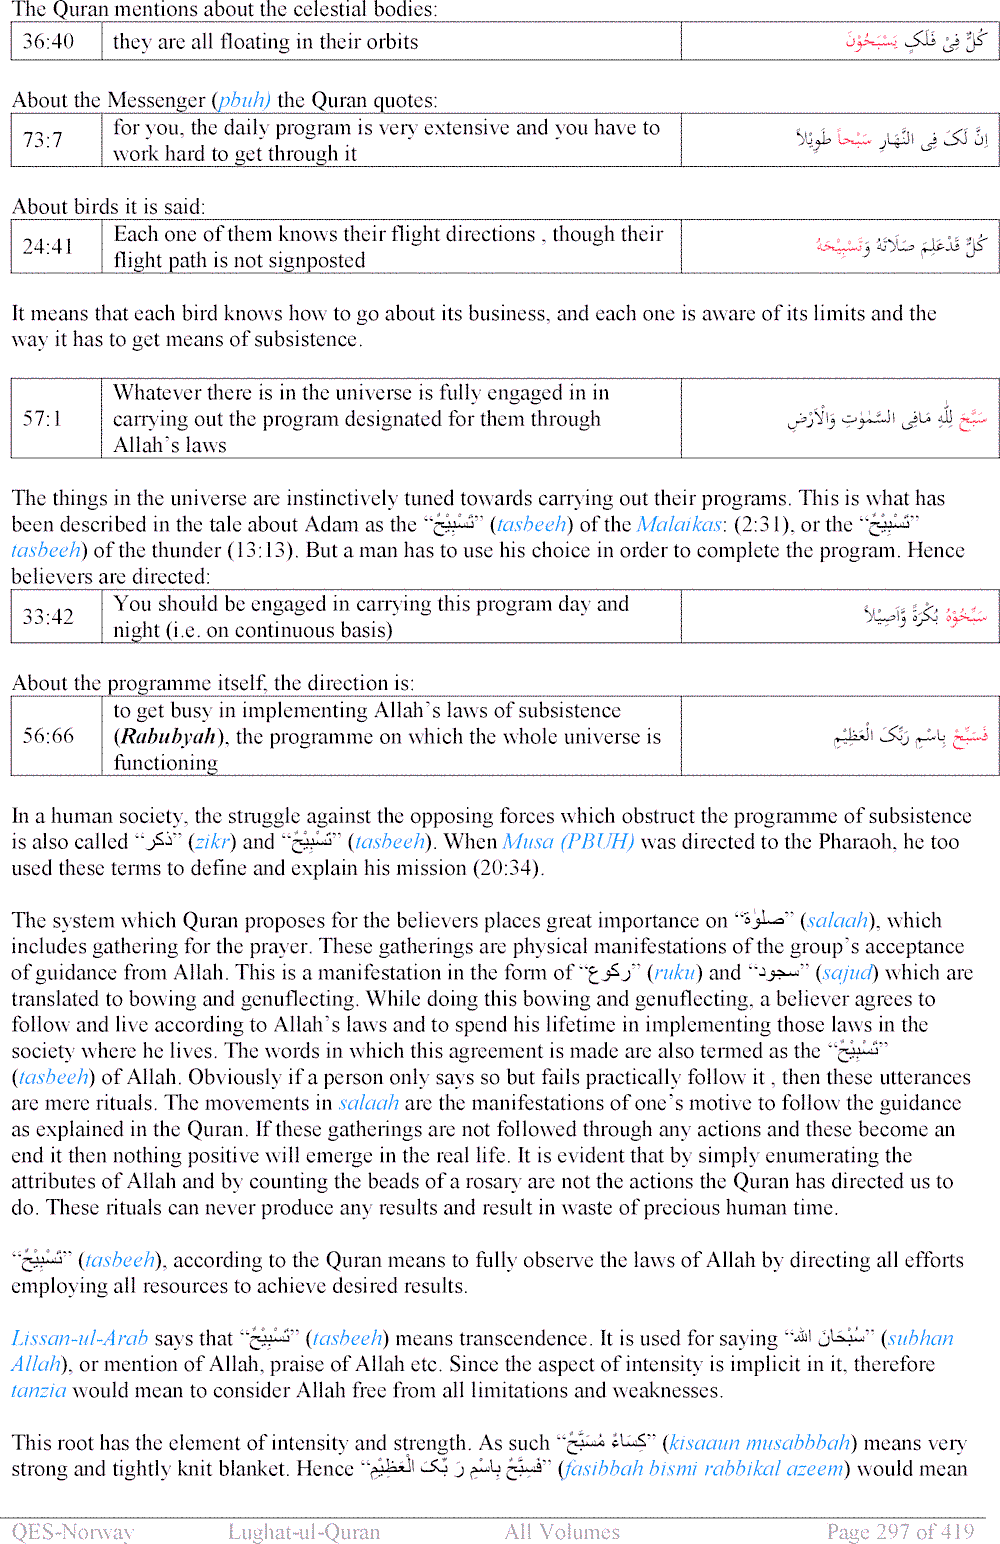 The Quran mentions about the celestial bodies:
36:40 they are all floating in their orbits كُلٌّ فِیْ فَلَکٍ یَسْبَحُوْنَ
About the Messenger (pbuh) the Quran quotes:
73:7 for you, the daily program is very extensive and you have to work hard to get through it اِنَّ لَکَ فِی النَّهَارِ سَبْحاً طَوِیْلاً
About birds it is said:
24:41 Each one of them knows their flight directions , though their flight path is not signposted كُلٌّ قَدْعَلِمَ صَلَاتَهُ وَتَسْبِیْحَهُ
It means that each bird knows how to go about its business, and each one is aware of its limits and the
way it has to get means of subsistence.
57:1 Whatever there is in the universe is fully engaged in in carrying out the program designated for them through Allah's laws سَبَّحَ لِلّٰهِ مَافِی السَّمٰوٰتِ وَالْاَرْضِ
The things in the universe are instinctively tuned towards carrying out their programs. This is what has
been described in the tale about Adam as the “تَسْبِیْحٌ” (tasbeeh) of the Malaikas: (2:31), or the “تَسْبِیْحٌ”
tasbeeh) of the thunder (13:13). But a man has to use his choice in order to complete the program. Hence
believers are directed:
33:42 You should be engaged in carrying this program day and night (i.e. on continuous basis) سَبِّحُوْهُ بُكْرَةً وَّاَصِیْلاً
About the programme itself, the direction is:
56:66 to get busy in implementing Allah's laws of subsistence (Rabubyah), the programme on which the whole universe is functioning فَسَبِّحْ بِاسْمِ رَبِّکَ الْعَظِیْمِ
In a human society, the struggle against the opposing forces which obstruct the programme of subsistence
is also called “ذکر” (zikr) and “تَسْبِیْحٌ” (tasbeeh). When Musa (PBUH) was directed to the Pharaoh, he too
used these terms to define and explain his mission (20:34).
The system which Quran proposes for the believers places great importance on “صلوٰة” (salaah), which
includes gathering for the prayer. These gatherings are physical manifestations of the group's acceptance
of guidance from Allah. This is a manifestation in the form of “رکوع” (ruku) and “سجود” (sajud) which are
translated to bowing and genuflecting. While doing this bowing and genuflecting, a believer agrees to
follow and live according to Allah's laws and to spend his lifetime in implementing those laws in the
society where he lives. The words in which this agreement is made are also termed as the “تَسْبِیْحٌ”
(tasbeeh) of Allah. Obviously if a person only says so but fails practically follow it , then these utterances
are mere rituals. The movements in salaah are the manifestations of one's motive to follow the guidance
as explained in the Quran. If these gatherings are not followed through any actions and these become an
end it then nothing positive will emerge in the real life. It is evident that by simply enumerating the
attributes of Allah and by counting the beads of a rosary are not the actions the Quran has directed us to
do. These rituals can never produce any results and result in waste of precious human time.
“تَسْبِیْحٌ” (tasbeeh), according to the Quran means to fully observe the laws of Allah by directing all efforts
employing all resources to achieve desired results.
Lissan-ul-Arab says that “تَسْبِیْحٌ” (tasbeeh) means transcendence. It is used for saying “سُبْحَانَ الله” (subhan
Allah), or mention of Allah, praise of Allah etc. Since the aspect of intensity is implicit in it, therefore
tanzia would mean to consider Allah free from all limitations and weaknesses.
This root has the element of intensity and strength. As such “کِسَاءٌ مُسَبَّحٌ” (kisaaun musabbbah) means very
strong and tightly knit blanket. Hence “فَسِبَّحْ بِاسْمِ رَ بِّکَ الْعَظِیْمِ” (fasibbah bismi rabbikal azeem) would mean
QES-Norway Lughat-ul-Quran All Volumes Page 297 of 419